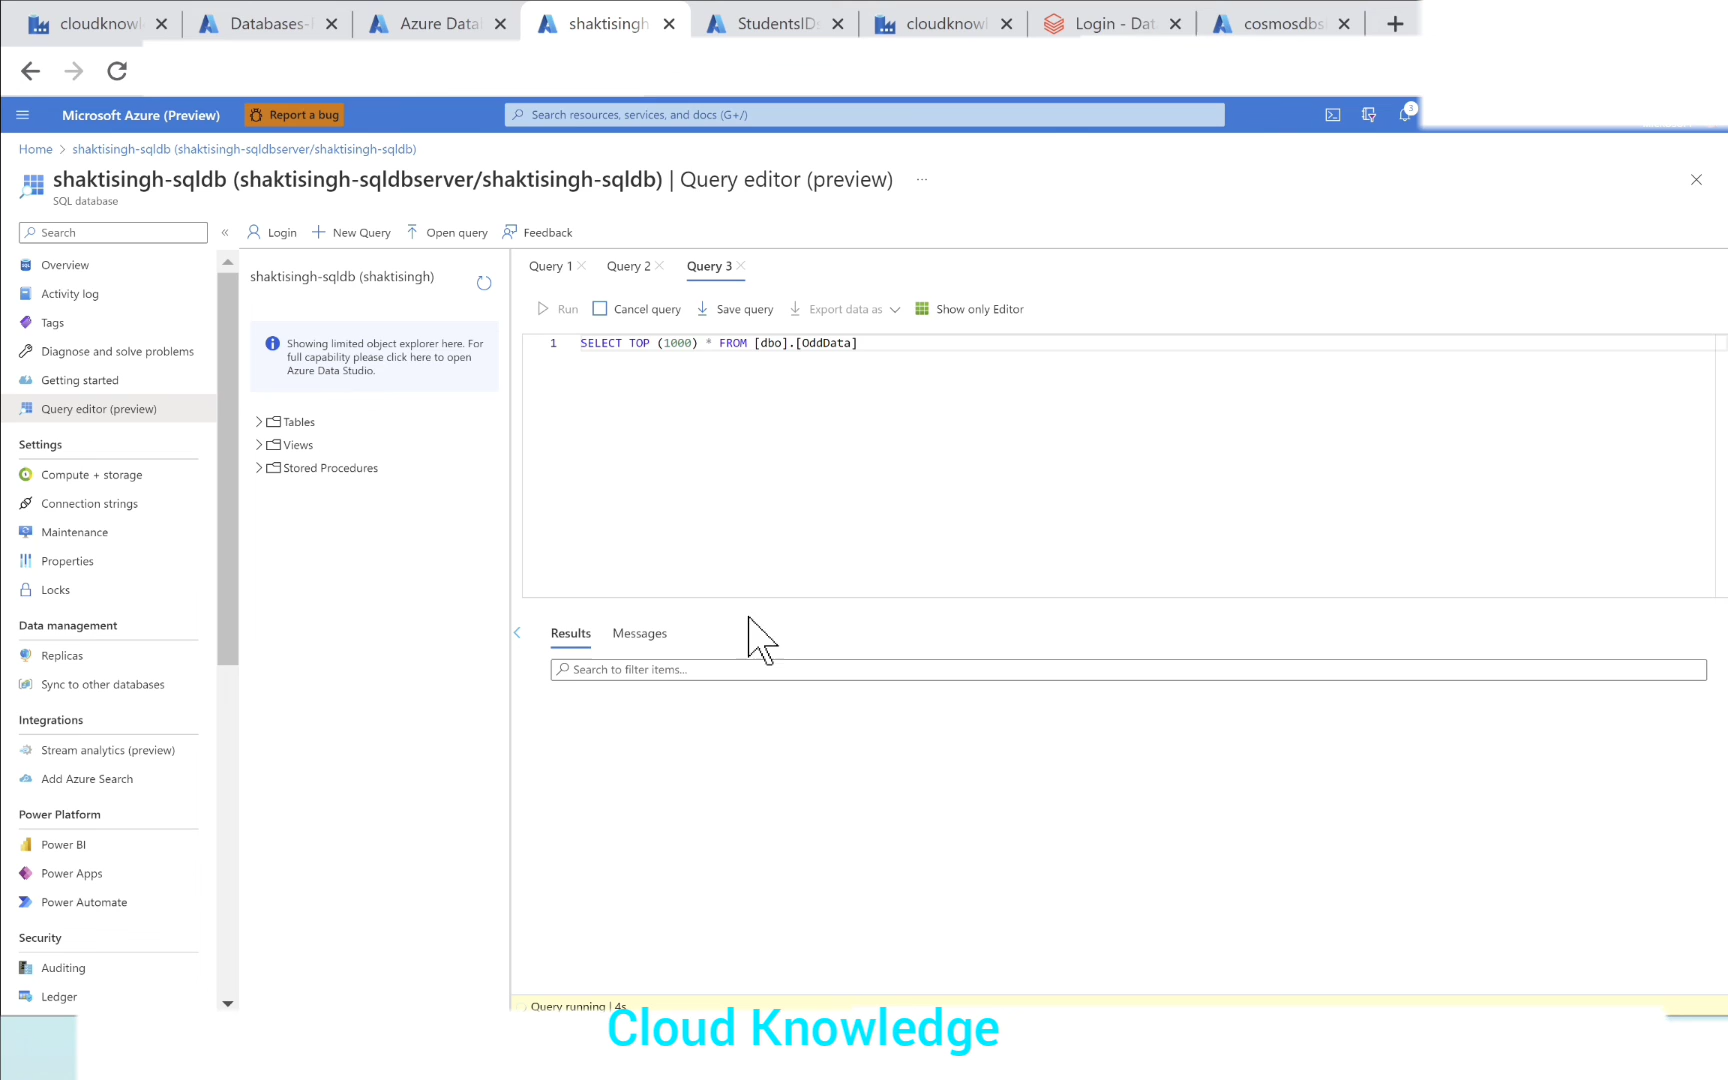 cloudknow
Databases-
Azure Data
shaktisingh
StudentsIDs
cloudknow
Login - Dat
cosmosdbs
Microsoft Azure (Preview)
Report a bug
Search resources, services, and docs (G+/)
3
Home > shaktisingh-sqldb (shaktisingh-sqldbserver/shaktisingh-sqldb)
shaktisingh-sqldb (shaktisingh-sqldbserver/shaktisingh-sqldb) | Query editor (preview) ...
SQL database
Search
«
Login
New Query
Open query
Feedback
Overview
Activity log
Tags
Diagnose and solve problems
Getting started
Query editor (preview)
Settings
Compute + storage
Connection strings
Maintenance
Properties
Locks
Data management
Replicas
Sync to other databases
Integrations
Stream analytics (preview)
Add Azure Search
Power Platform
Power BI
Power Apps
Power Automate
Security
Auditing
Ledger
shaktisingh-sqldb (shaktisingh)
Showing limited object explorer here. For
full capability please click here to open
Azure Data Studio.
Tables
Views
Stored Procedures
Query 1
Query 2
Query 3
Run
Cancel query
Save query
Export data as
Show only Editor
1 SELECT TOP (1000) * FROM [dbo].[OddData]
Results
Messages
Search to filter items...
Query running | 4s
Cloud Knowledge